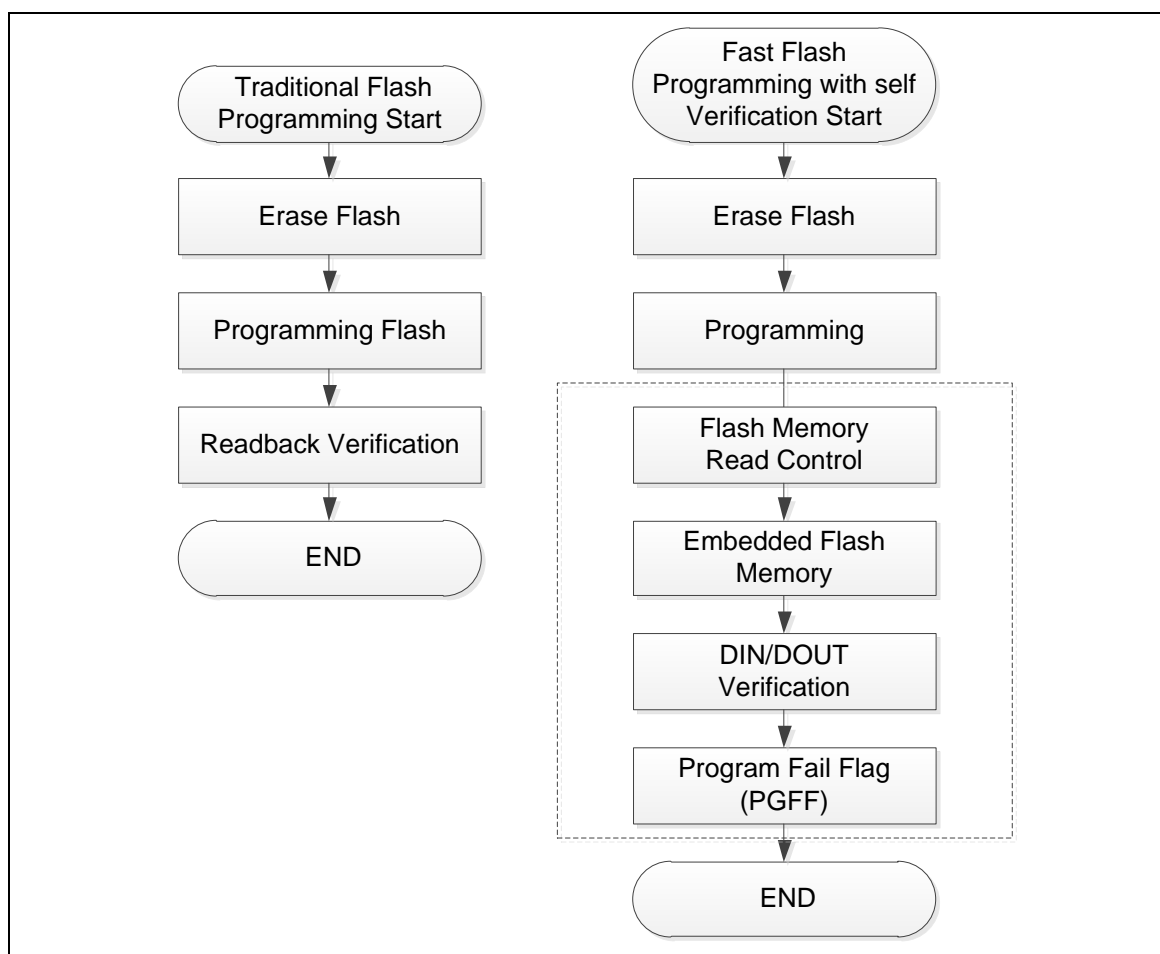 Traditional Flash
Programming Start
Erase Flash
Programming Flash
Readback Verification
END
Fast Flash
Programming with self
Verification Start
Erase Flash
Programming
Flash Memory
Read Control
Embedded Flash
Memory
DIN/DOUT
Verification
Program Fail Flag
(PGFF)
END